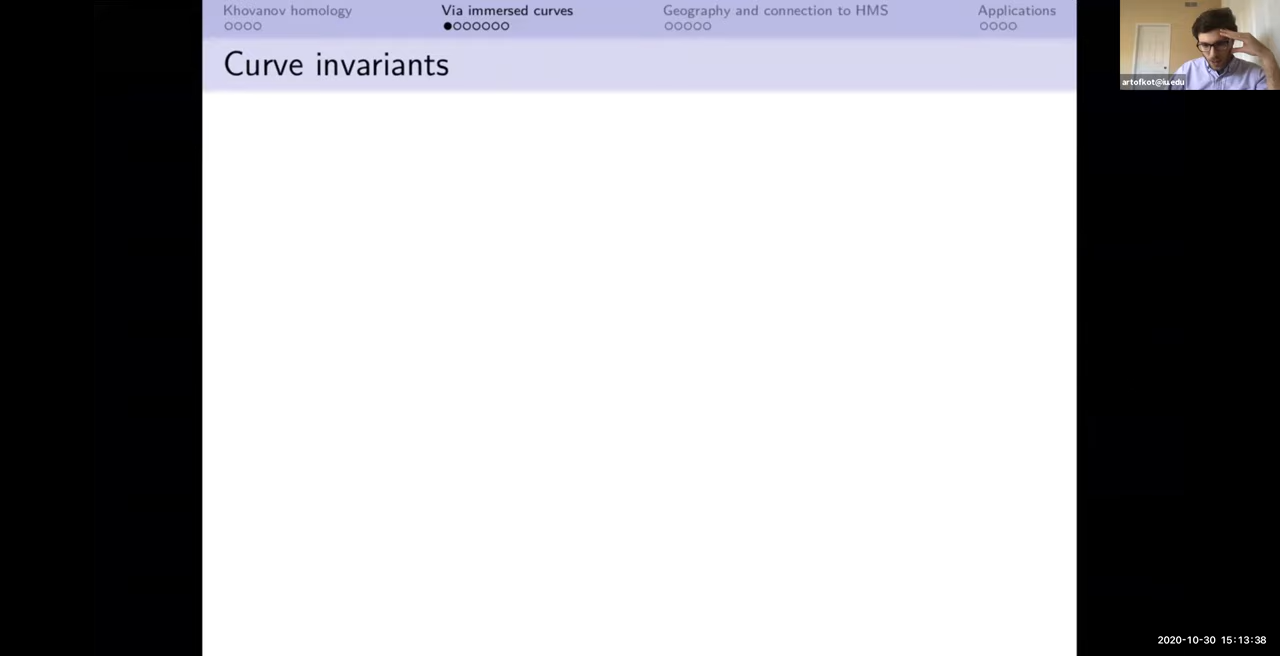 Khovanov homology
Via immersed curves
Geography and connection to HMS
Applications
Curve invariants
artofkot@iu.edu
2020-10-30 15:13:38